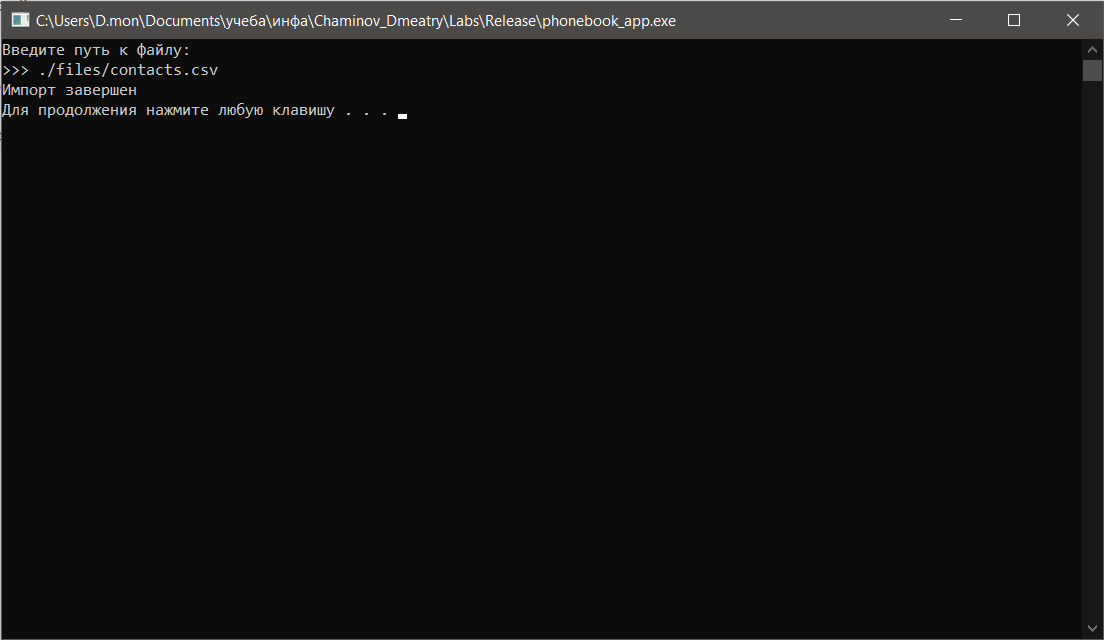 C:\Users\D.mon\Documents\учеба\инфа\Chaminov_Dmeatry\Labs\Release\phonebook_app.exe
Введите путь к файлу:
>>> ./files/contacts.csv
Импорт завершен
Для продолжения нажмите любую клавишу . . .